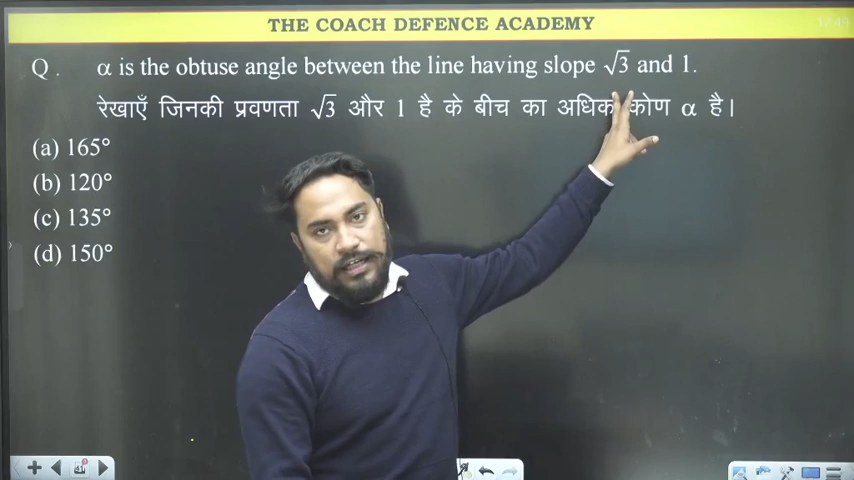 THE COACH DEFENCE ACADEMY
Q . α is the obtuse angle between the line having slope √3 and 1.
रेखाएँ जिनकी प्रवणता √3 और 1 है के बीच का अधिक कोण α है।
(a) 165°
(b) 120°
(c) 135°
(d) 150°